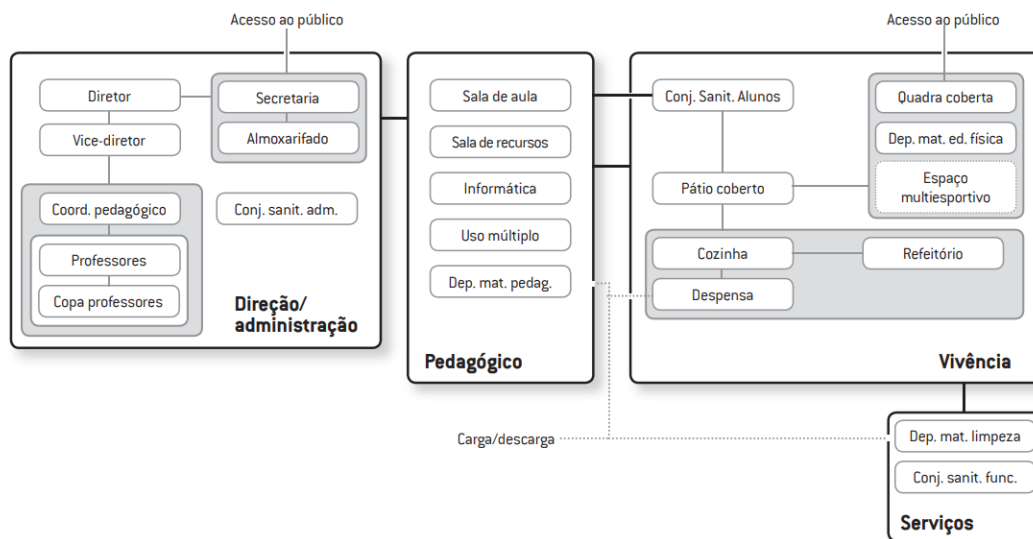 Acesso ao público
Acesso ao público
Diretor
Secretaria
Vice-diretor
Almoxarifado
Coord. pedagógico
Conj. sanit. adm.
Professores
Copa professores
Direção/
administração
Sala de aula
Sala de recursos
Informática
Uso múltiplo
Dep. mat. pedag.
Pedagógico
Conj. Sanit. Alunos
Quadra coberta
Dep. mat. ed. física
Pátio coberto
Espaço
multiesportivo
Cozinha
Refeitório
Despensa
Vivência
Carga/descarga
Dep. mat. limpeza
Conj. sanit. func.
Serviços